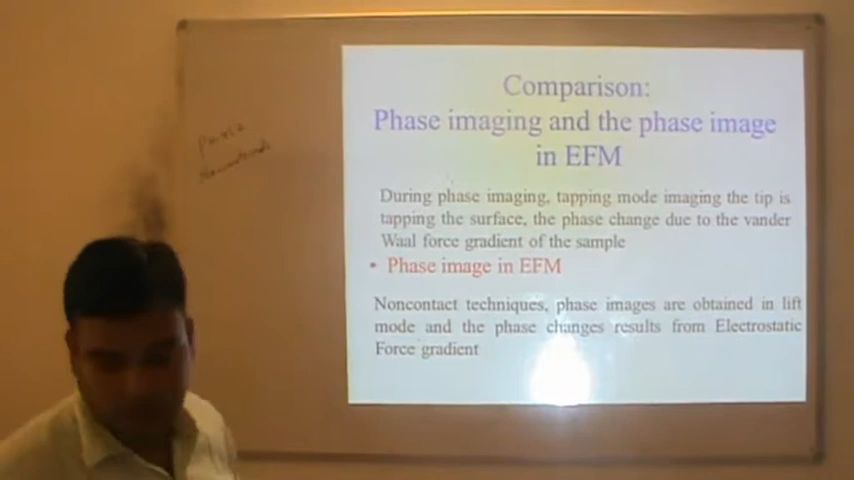 Comparison:
Phase imaging and the phase image
in EFM
During phase imaging, tapping mode imaging the tip is
tapping the surface, the phase change due to the vander
Waal force gradient of the sample
• Phase image in EFM
Noncontact techniques, phase images are obtained in lift
mode and the phase changes results from Electrostatic
Force gradient